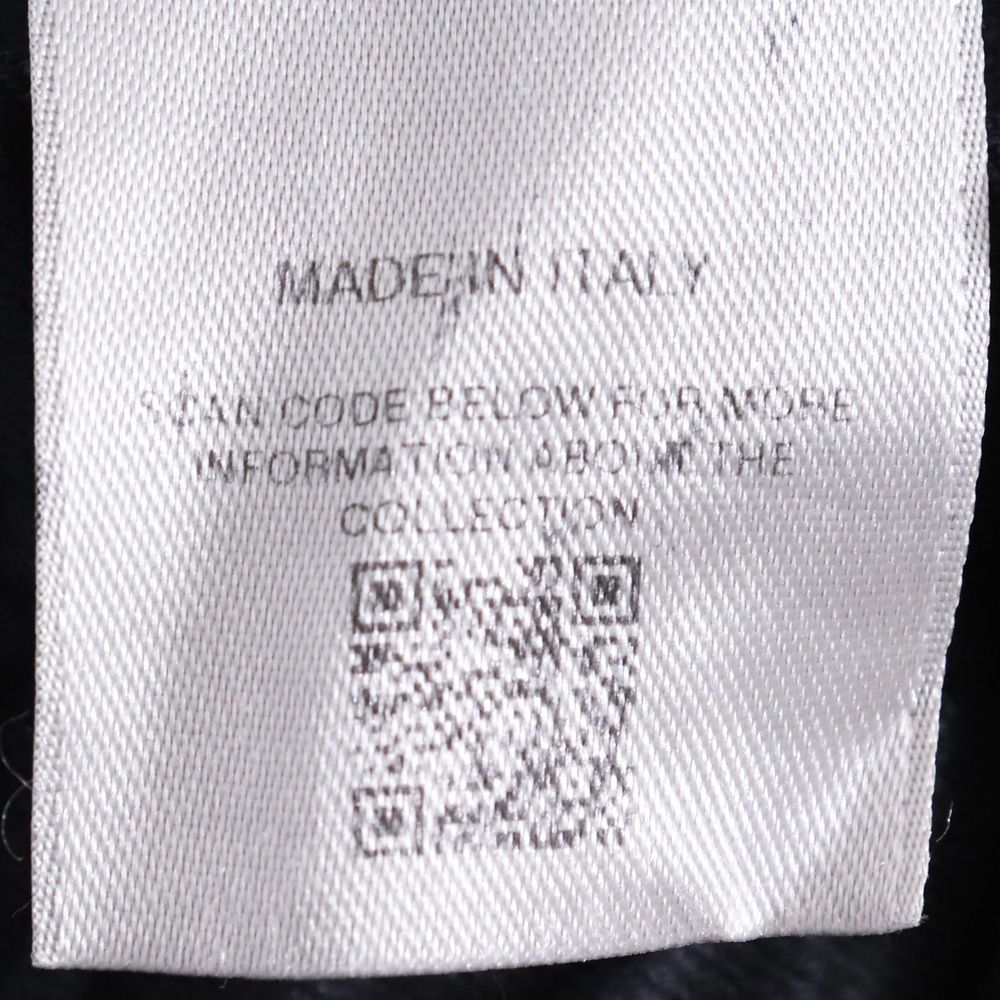 MADE IN ITALY
SCAN CODE BELOW FOR MORE
INFORMATION ABOUT THE
COLLECTION